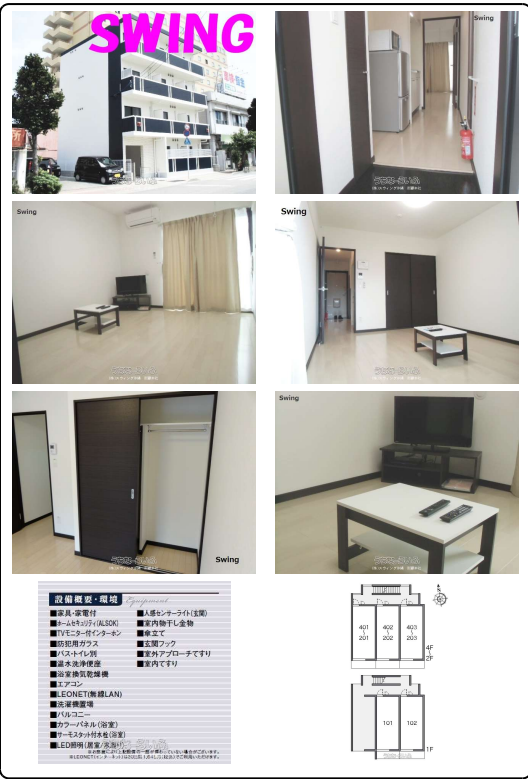 SWING
Swing
Swing
Swing
Swing
Swing
設備概要・環境 Equipment
■家具・家電付
■ホームセキュリティ(ALSOK)
■TVモニター付インターホン
■防犯用ガラス
■バス・トイレ別
■温水洗浄便座
■浴室換気乾燥機
■エアコン
■LEONET(無線LAN)
■洗濯機置場
■バルコニー
■カラーパネル(浴室)
■サーモスタット付水栓(浴室)
■LED照明(居室/水廻り)
■人感センサーライト(玄関)
■室内物干し金物
■傘立て
■玄関フック
■室外アプローチてすり
■室内てすり
401
~
201
402
~
202
403
~
203
4F
~
2F
101
102
1F